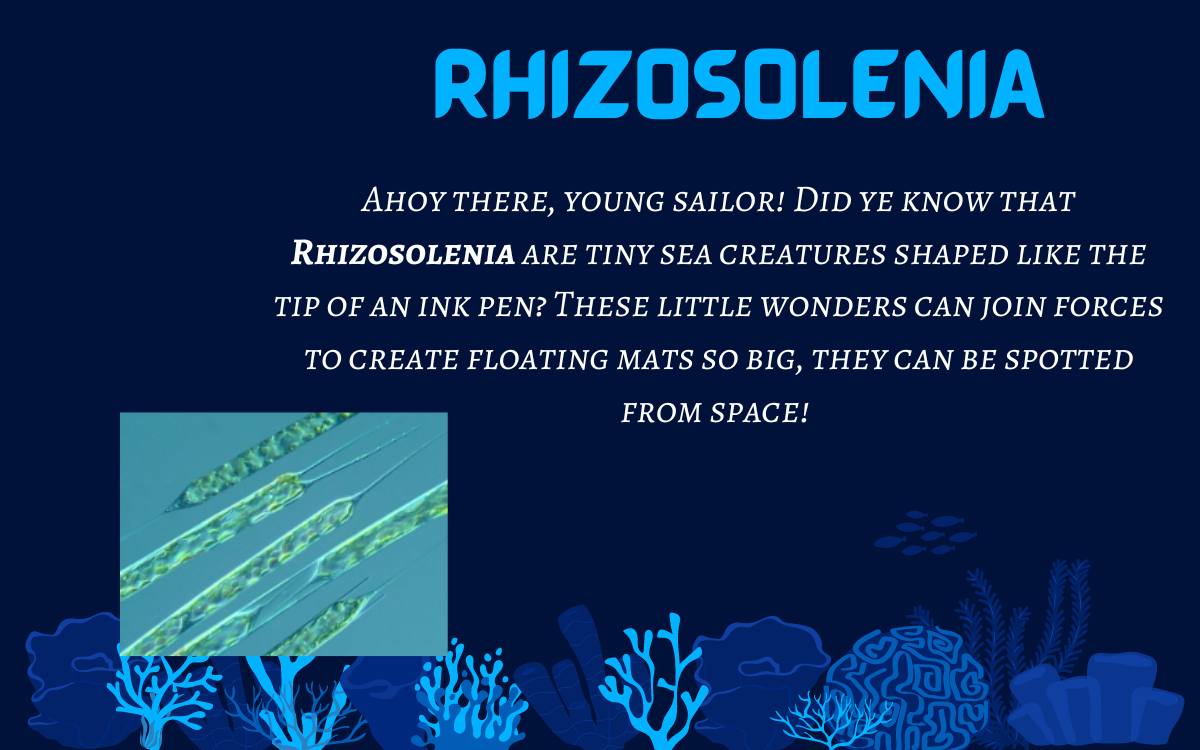 RHIZOSOLENIA
Ahoy there, young sailor! Did ye know that
Rhizosolenia are tiny sea creatures shaped like the
tip of an ink pen? These little wonders can join forces
to create floating mats so big, they can be spotted
from space!